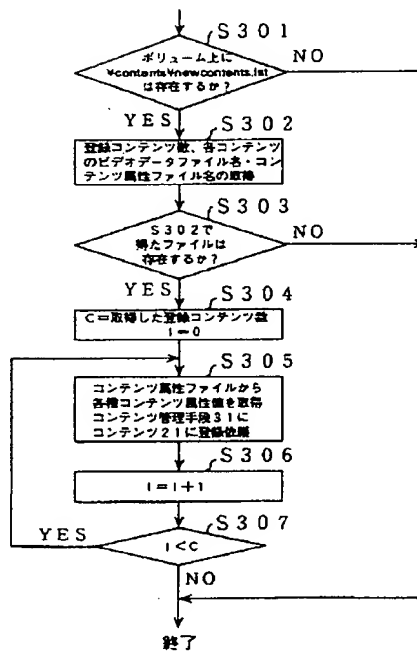 S301
ボリューム上に
¥contents¥newcontents.lst
は存在するか?
NO
YES
S302
登録コンテンツ数、各コンテンツ
のビデオデータファイル名・コン
テンツ属性ファイル名の取得
S303
S302で
得たファイルは
存在するか?
NO
YES
S304
C=取得した登録コンテンツ数
I=0
S305
コンテンツ属性ファイルから
各種コンテンツ属性値を取得
コンテンツ管理手段31に
コンテンツ21に登録依頼
S306
I=I+1
S307
YES
I<C
NO
終了